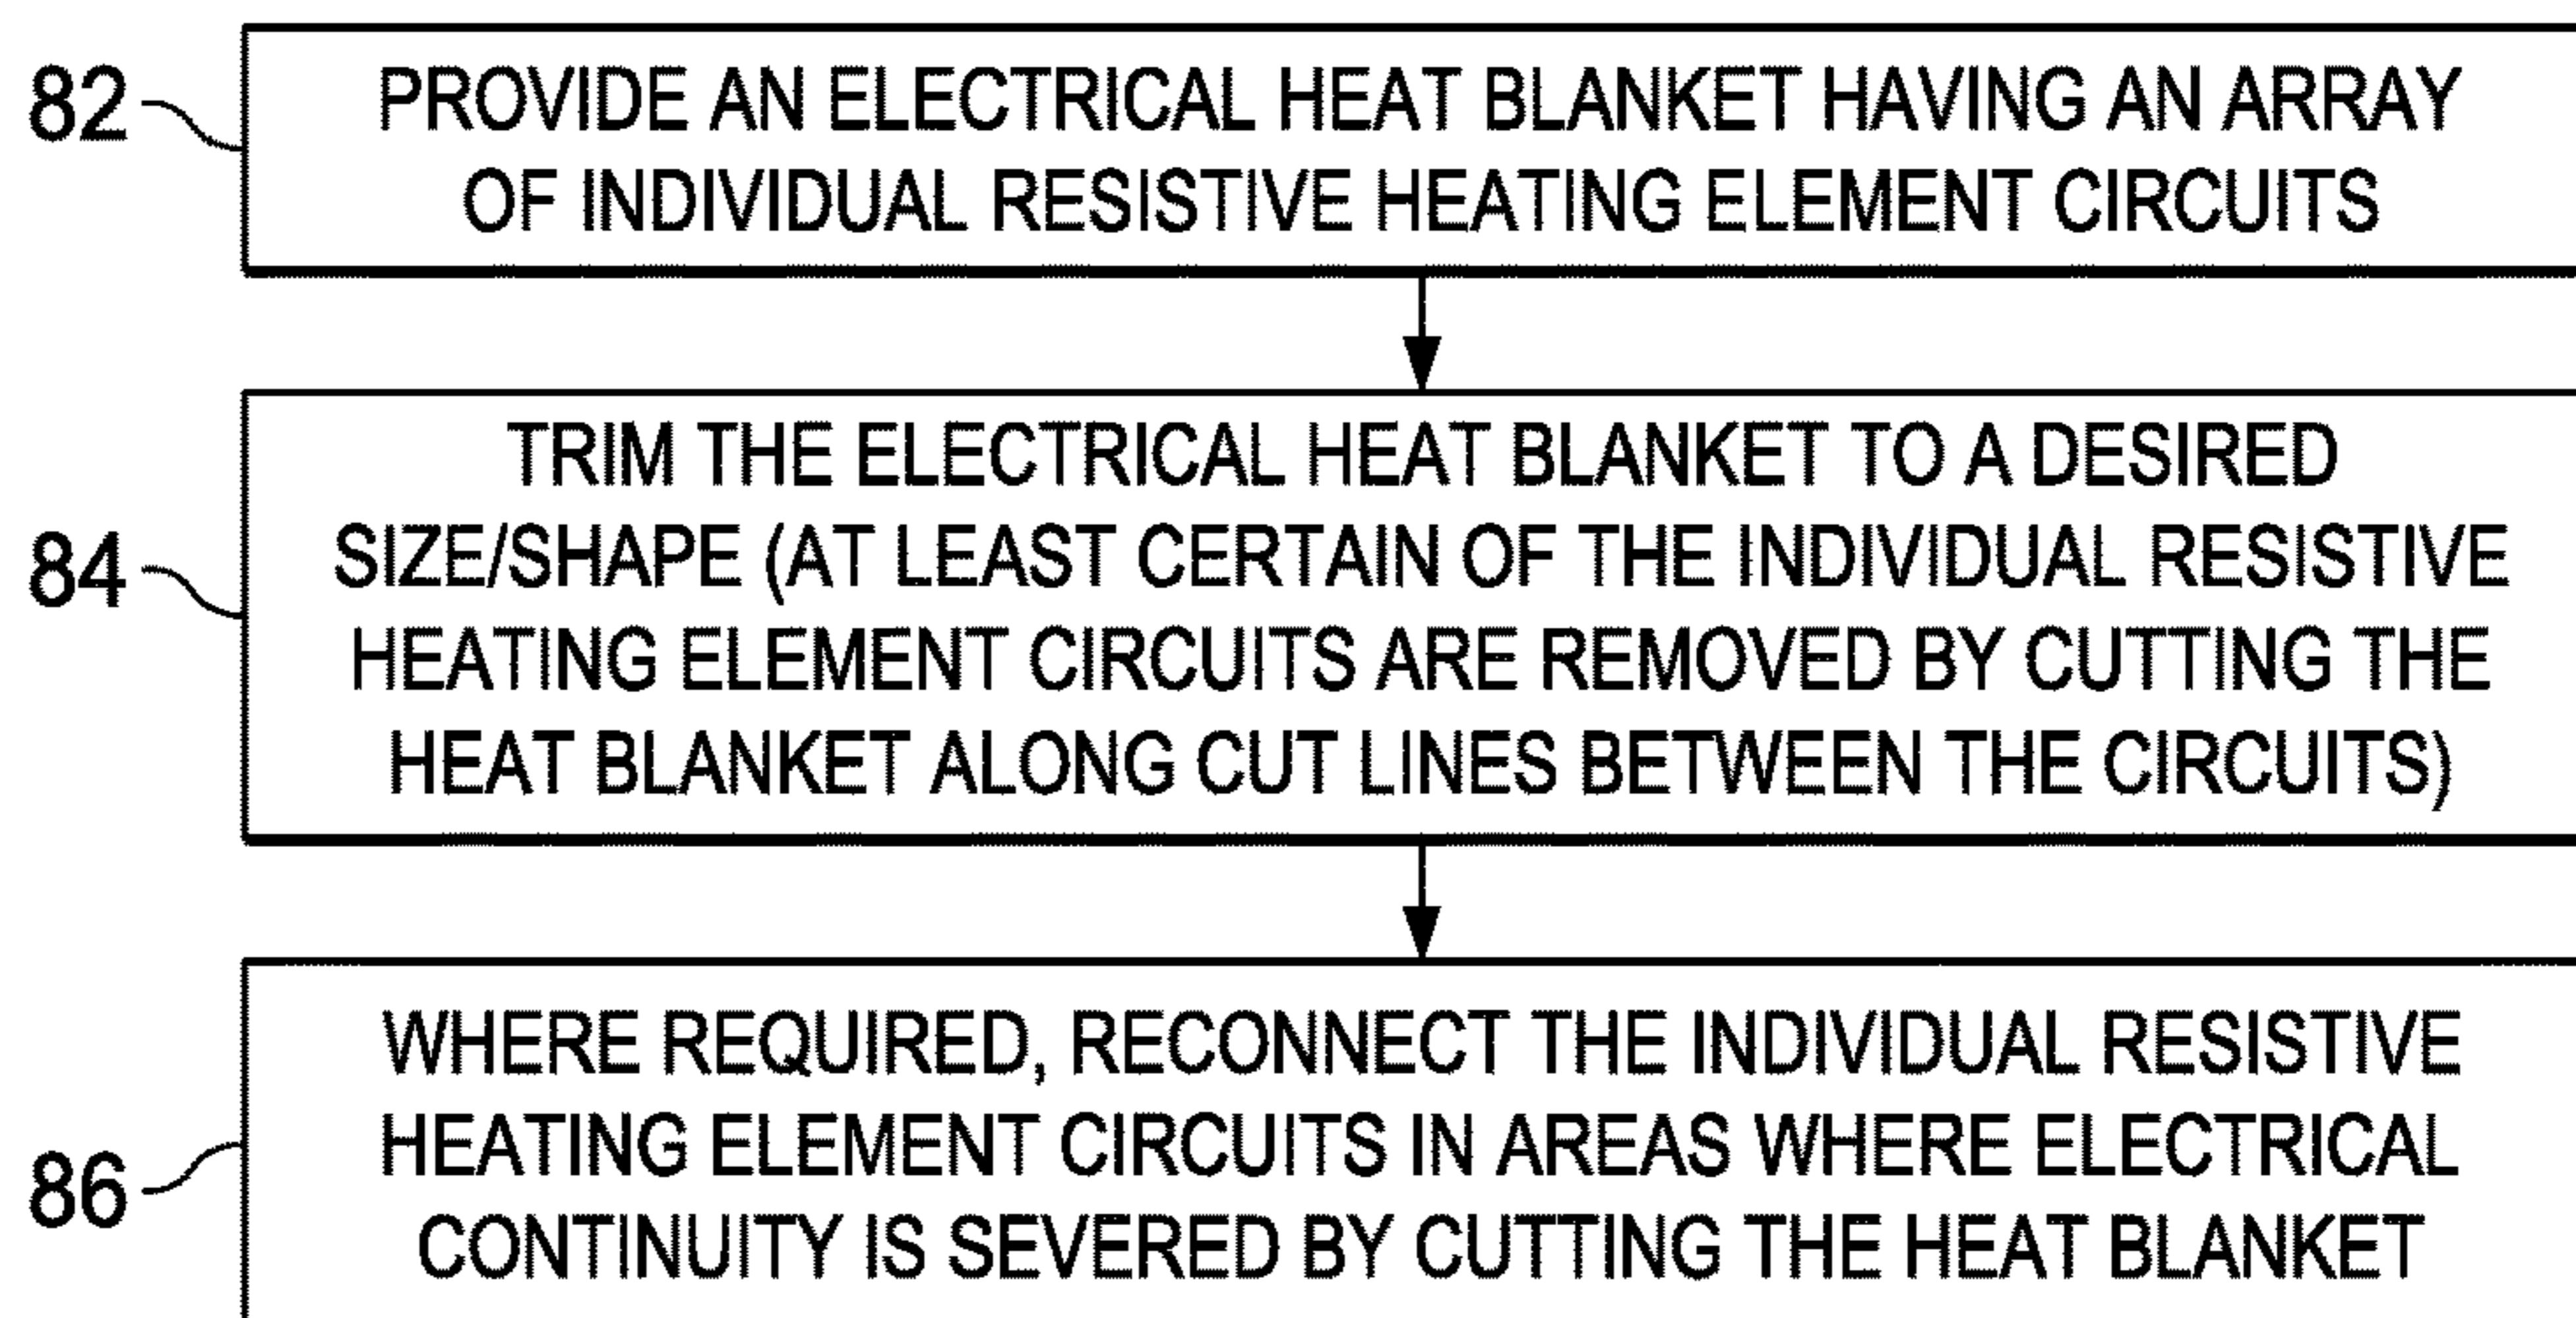 82
PROVIDE AN ELECTRICAL HEAT BLANKET HAVING AN ARRAY
OF INDIVIDUAL RESISTIVE HEATING ELEMENT CIRCUITS
84
TRIM THE ELECTRICAL HEAT BLANKET TO A DESIRED
SIZE/SHAPE (AT LEAST CERTAIN OF THE INDIVIDUAL RESISTIVE
HEATING ELEMENT CIRCUITS ARE REMOVED BY CUTTING THE
HEAT BLANKET ALONG CUT LINES BETWEEN THE CIRCUITS)
86
WHERE REQUIRED, RECONNECT THE INDIVIDUAL RESISTIVE
HEATING ELEMENT CIRCUITS IN AREAS WHERE ELECTRICAL
CONTINUITY IS SEVERED BY CUTTING THE HEAT BLANKET